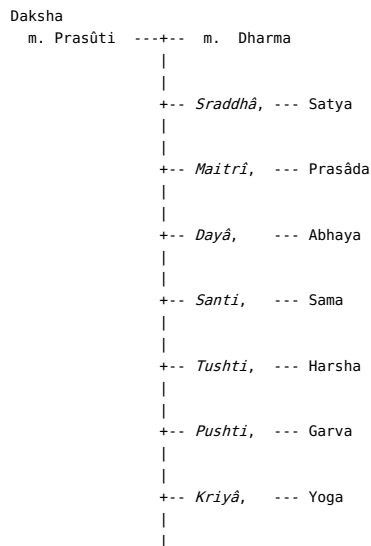 Daksha
m. Prasûti ---+-- m. Dharma
|
|
+-- Sraddhâ, --- Satya
|
|
+-- Maitrî, --- Prasâda
|
|
+-- Dayâ, --- Abhaya
|
|
+-- Santi, --- Sama
|
|
+-- Tushti, --- Harsha
|
|
+-- Pushti, --- Garva
|
|
+-- Kriyâ, --- Yoga
|
|